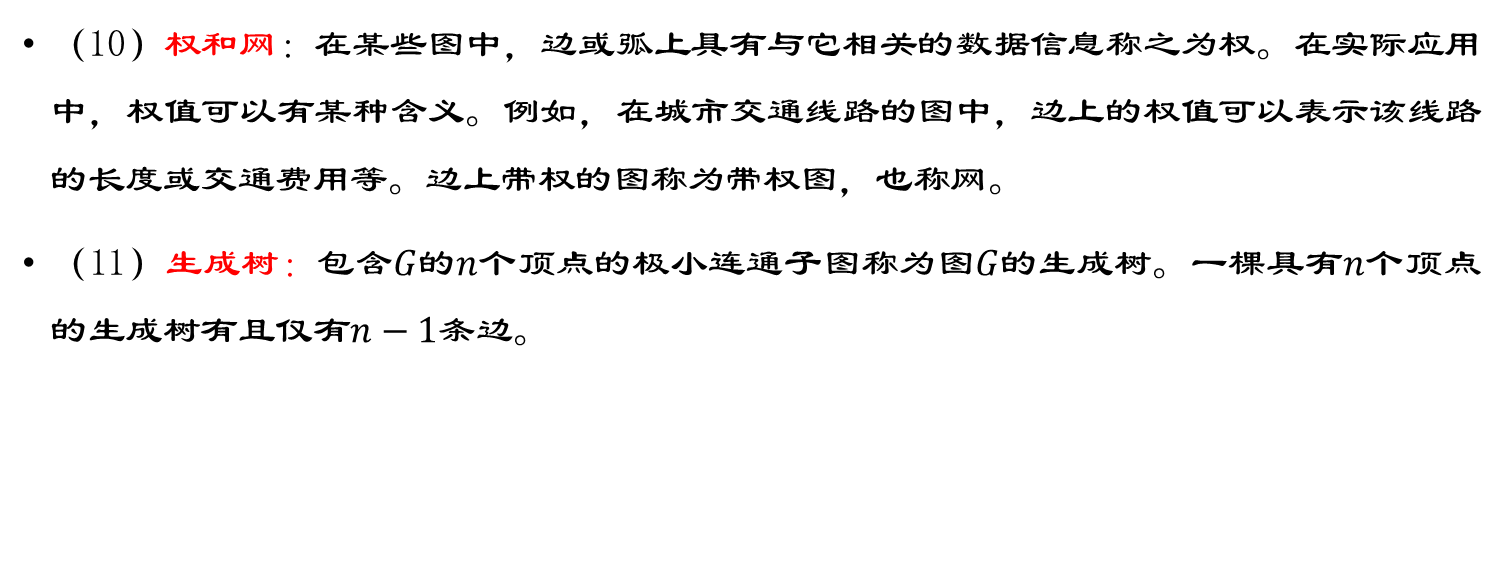 • （10）权和网：在某些图中，边或弧上具有与它相关的数据信息称之为权。在实际应用
中，权值可以有某种含义。例如，在城市交通线路的图中，边上的权值可以表示该线路
的长度或交通费用等。边上带权的图称为带权图，也称网。
• （11）生成树：包含G的n个顶点的极小连通子图称为图G的生成树。一棵具有n个顶点
的生成树有且仅有n − 1条边。